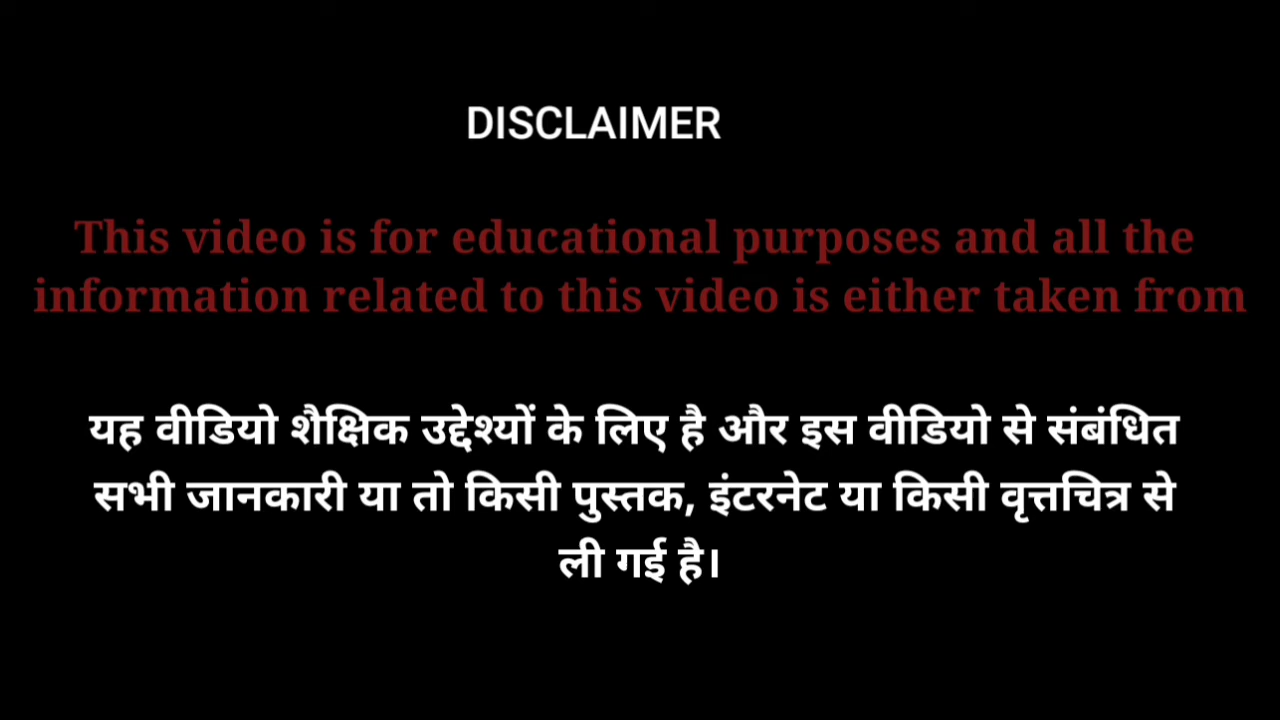 DISCLAIMER
This video is for educational purposes and all the
information related to this video is either taken from
यह वीडियो शैक्षिक उद्देश्यों के लिए है और इस वीडियो से संबंधित
सभी जानकारी या तो किसी पुस्तक, इंटरनेट या किसी वृत्तचित्र से
ली गई है।